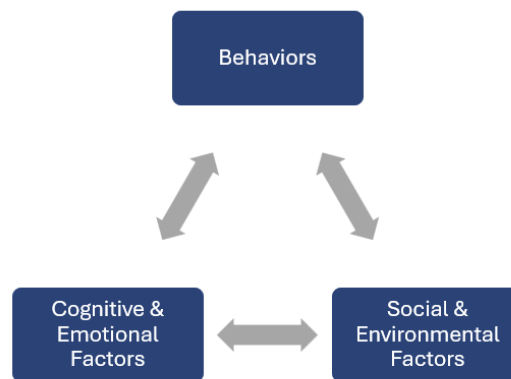 Behaviors
Cognitive &
Emotional
Factors
Social &
Environmental
Factors